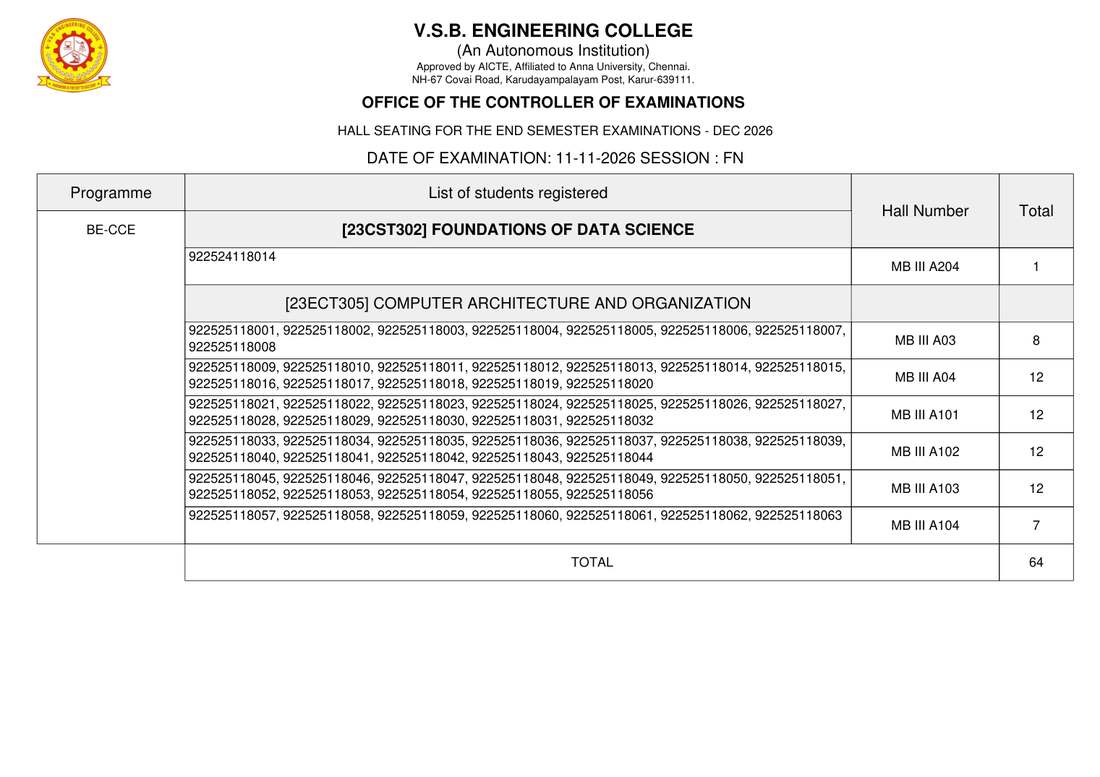 V.S.B. ENGINEERING COLLEGE
(An Autonomous Institution)
Approved by AICTE, Affiliated to Anna University, Chennai.
NH-67 Covai Road, Karudayampalayam Post, Karur-639111.
OFFICE OF THE CONTROLLER OF EXAMINATIONS
HALL SEATING FOR THE END SEMESTER EXAMINATIONS - DEC 2026
DATE OF EXAMINATION: 11-11-2026 SESSION : FN
Programme List of students registered Hall Number Total
BE-CCE [23CST302] FOUNDATIONS OF DATA SCIENCE
922524118014 MB III A204 1
[23ECT305] COMPUTER ARCHITECTURE AND ORGANIZATION
922525118001, 922525118002, 922525118003, 922525118004, 922525118005, 922525118006, 922525118007,
922525118008 MB III A03 8
922525118009, 922525118010, 922525118011, 922525118012, 922525118013, 922525118014, 922525118015,
922525118016, 922525118017, 922525118018, 922525118019, 922525118020 MB III A04 12
922525118021, 922525118022, 922525118023, 922525118024, 922525118025, 922525118026, 922525118027,
922525118028, 922525118029, 922525118030, 922525118031, 922525118032 MB III A101 12
922525118033, 922525118034, 922525118035, 922525118036, 922525118037, 922525118038, 922525118039,
922525118040, 922525118041, 922525118042, 922525118043, 922525118044 MB III A102 12
922525118045, 922525118046, 922525118047, 922525118048, 922525118049, 922525118050, 922525118051,
922525118052, 922525118053, 922525118054, 922525118055, 922525118056 MB III A103 12
922525118057, 922525118058, 922525118059, 922525118060, 922525118061, 922525118062, 922525118063 MB III A104 7
TOTAL 64